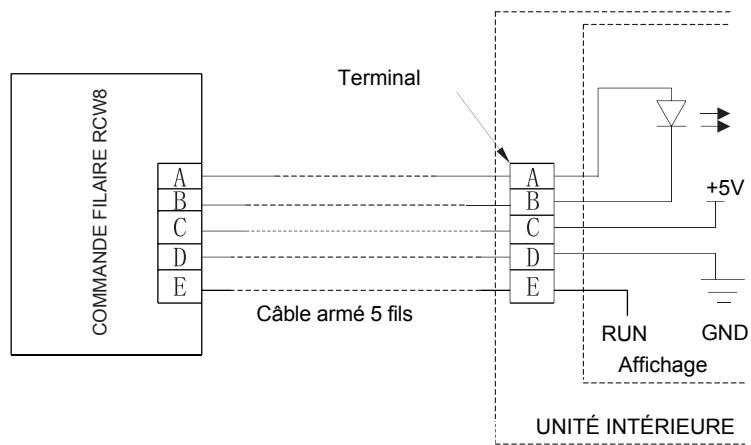 COMMANDE FILAIRE RCW8
A
B
C
D
E
Terminal
Câble armé 5 fils
A
B
C
D
E
+5V
RUN
GND
Affichage
UNITÉ INTÉRIEURE